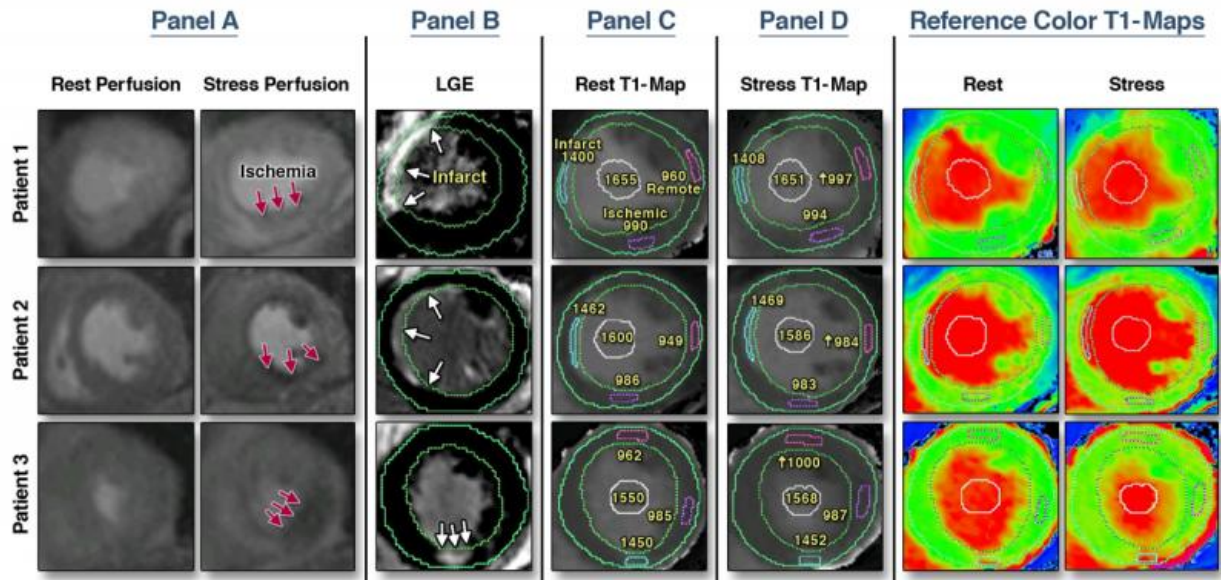 Panel A
Panel B
Panel C
Panel D
Reference Color T1-Maps
Rest Perfusion
Stress Perfusion
LGE
Rest T1-Map
Stress T1-Map
Rest
Stress
Patient 1
Ischemia
Infarct
Infarct
1400
1655
960
Remote
Ischemic
990
1408
1651
↑997
994
Patient 2
1462
1600
949
986
1469
1586
↑984
983
Patient 3
962
1550
985
1450
↑1000
1568
987
1452